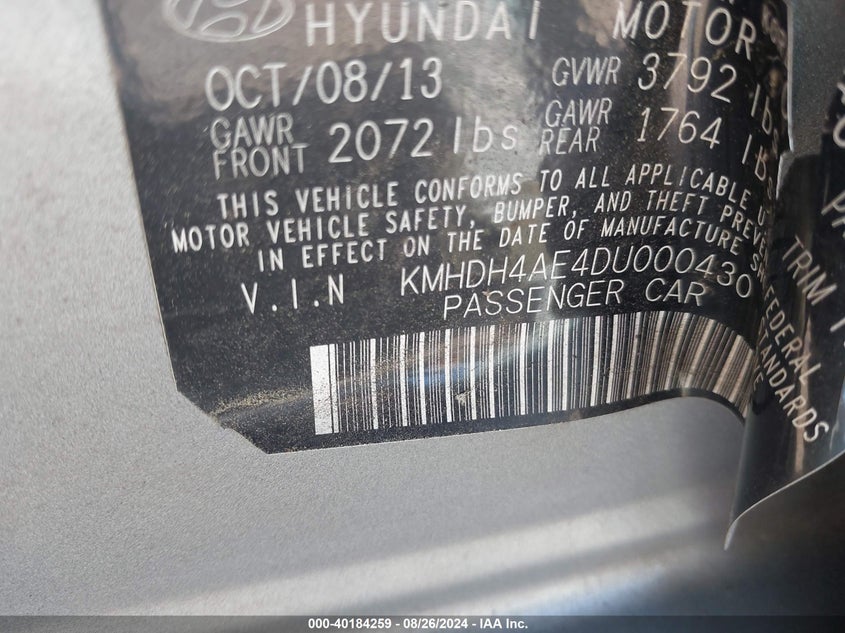 HYUNDAI MOTOR
OCT/08/13 GVWR 3792 lbs
GAWR FRONT 2072 lbs GAWR REAR 1764 lbs
THIS VEHICLE CONFORMS TO ALL APPLICABLE
MOTOR VEHICLE SAFETY, BUMPER, AND THEFT
IN EFFECT ON THE DATE OF MANUFACTURE
V.I.N KMHDH4AE4DU000430
PASSENGER CAR
TRIM
FEDERAL
STANDARDS
000-40184259 - 08/26/2024 - IAA Inc.